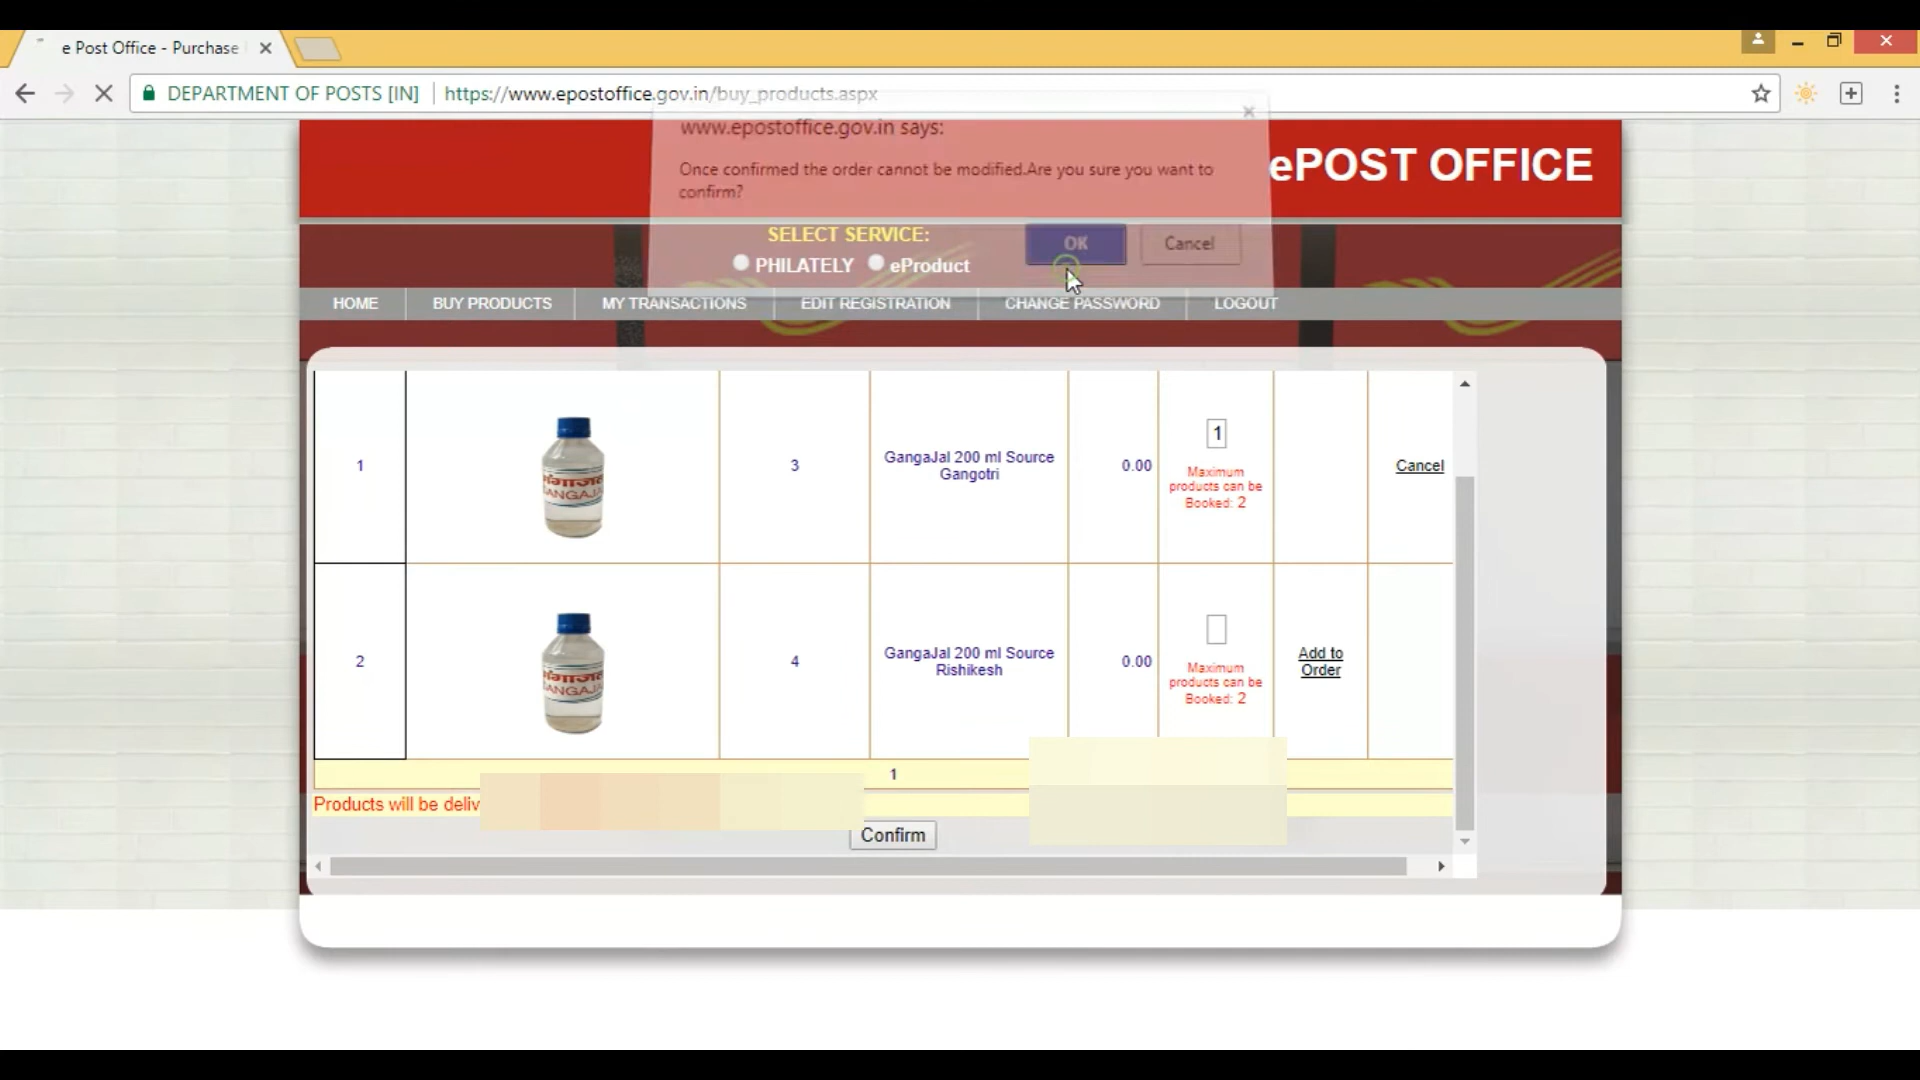 e Post Office - Purchase
DEPARTMENT OF POSTS [IN]
https://www.epostoffice.gov.in/buy_products.aspx
www.epostoffice.gov.in says:
Once confirmed the order cannot be modified.Are you sure you want to
confirm?
OK
Cancel
ePOST OFFICE
SELECT SERVICE:
PHILATELY
eProduct
HOME
BUY PRODUCTS
MY TRANSACTIONS
EDIT REGISTRATION
CHANGE PASSWORD
LOGOUT
1
गंगाजल
GANGAJA
3
GangaJal 200 ml Source
Gangotri
0.00
1
Maximum
products can be
Booked: 2
Cancel
2
गंगाजल
GANGAJA
4
GangaJal 200 ml Source
Rishikesh
0.00
Maximum
products can be
Booked: 2
Add to
Order
1
Products will be deliv
Confirm